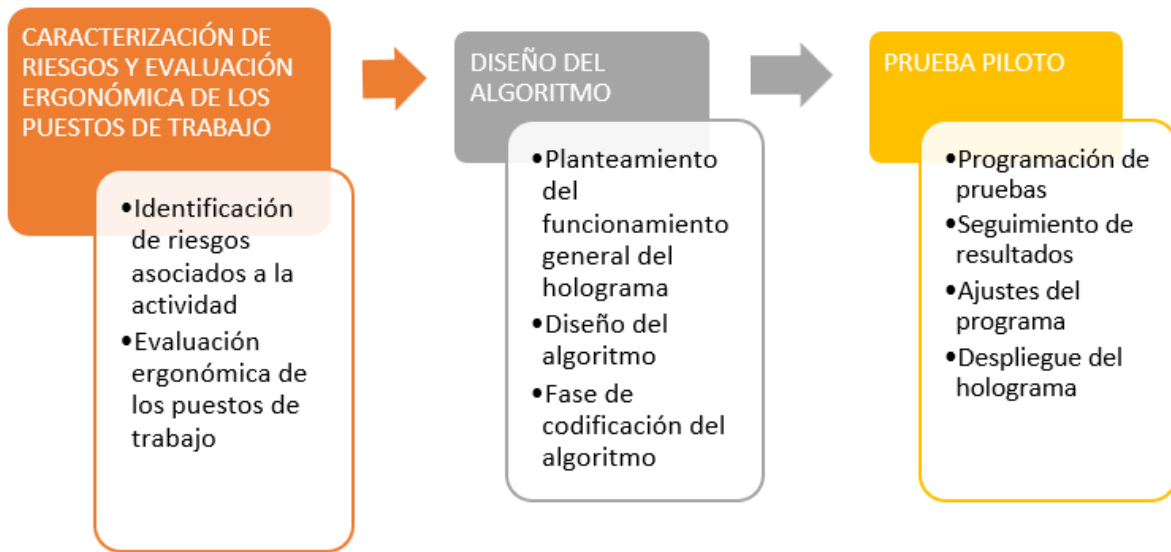 CARACTERIZACIÓN DE
RIESGOS Y EVALUACIÓN
ERGONÓMICA DE LOS
PUESTOS DE TRABAJO
•Identificación
de riesgos
asociados a la
actividad
•Evaluación
ergonómica de
los puestos de
trabajo
DISEÑO DEL
ALGORITMO
•Planteamiento
del
funcionamiento
general del
holograma
•Diseño del
algoritmo
•Fase de
codificación del
algoritmo
PRUEBA PILOTO
•Programación de
pruebas
•Seguimiento de
resultados
•Ajustes del
programa
•Despliegue del
holograma